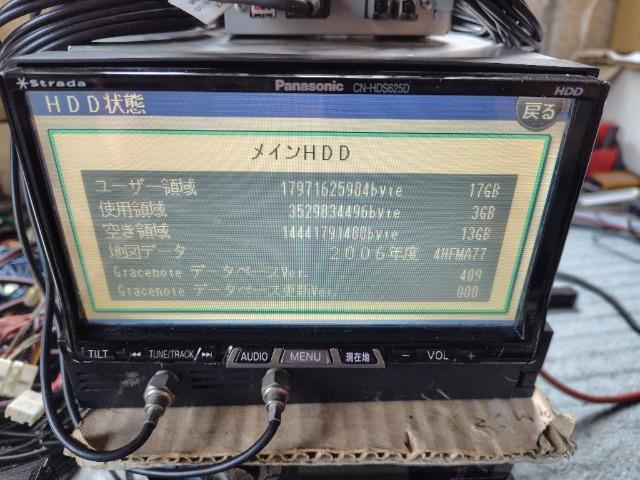 Strada Panasonic CN-HDS625D HDD
HDD状態 戻る
メインHDD
ユーザー領域 17971625984byte 17GB
使用領域 3529834496byte 3GB
空き領域 14441791488byte 13GB
地図データ 2006年度 4HFMA77
Gracenote データベースVer. 409
Gracenote データベース更新Ver. 000
TILT TUNE/TRACK AUDIO MENU 現在地 − VOL +